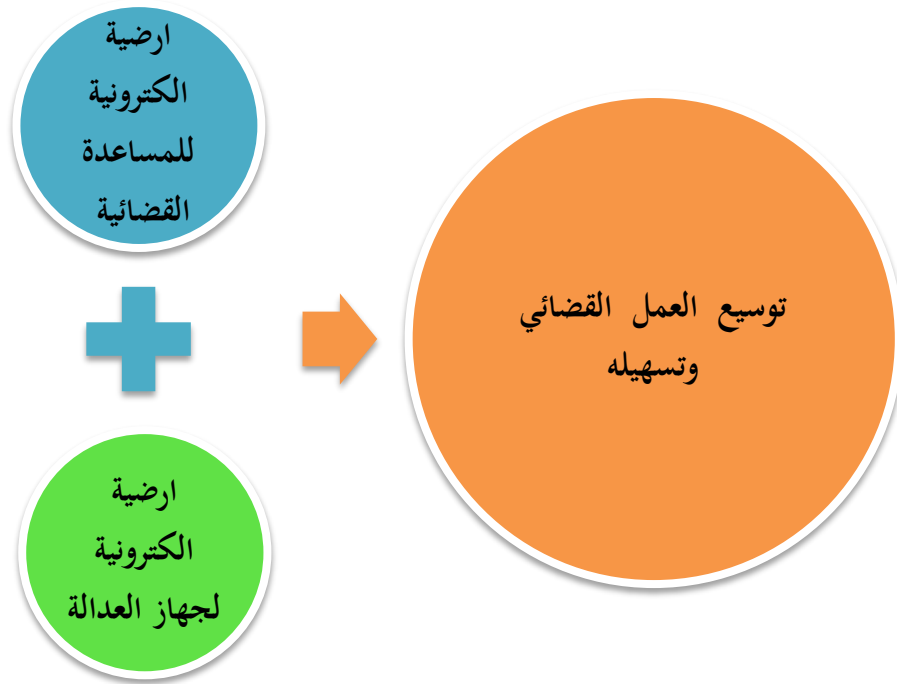 ارضية
الكترونية
للمساعدة
القضائية
توسيع العمل القضائي
وتسهيله
ارضية
الكترونية
لجهاز العدالة